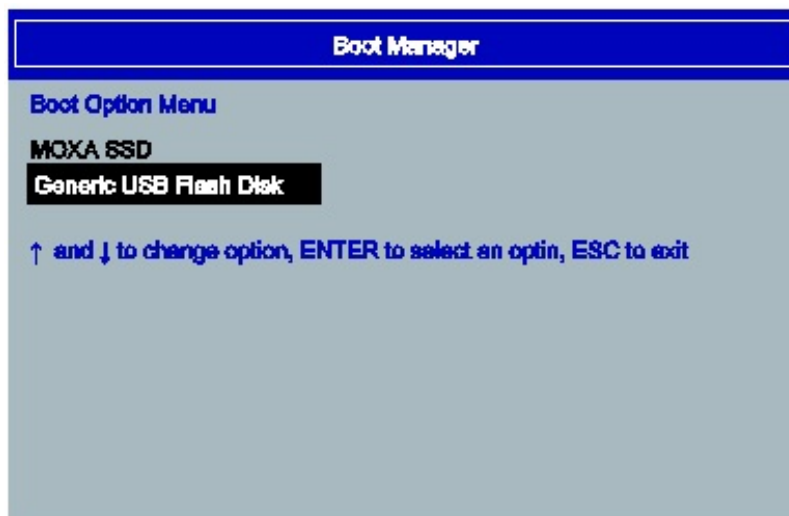 Boot Manager
Boot Option Menu
MOXA SSD
Generic USB Flash Disk
↑ and ↓ to change option, ENTER to select an optin, ESC to exit